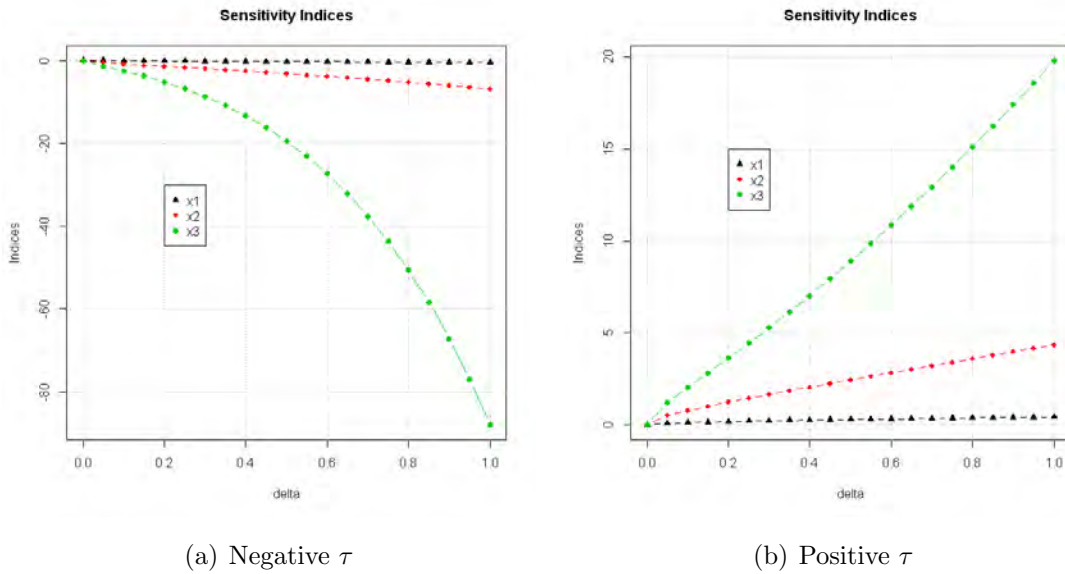 Sensitivity Indices
0
-20
-40
-60
-80
Indices
x1
x2
x3
0.0 0.2 0.4 0.6 0.8 1.0
delta
(a) Negative τ
Sensitivity Indices
20
15
10
5
0
Indices
x1
x2
x3
0.0 0.2 0.4 0.6 0.8 1.0
delta
(b) Positive τ